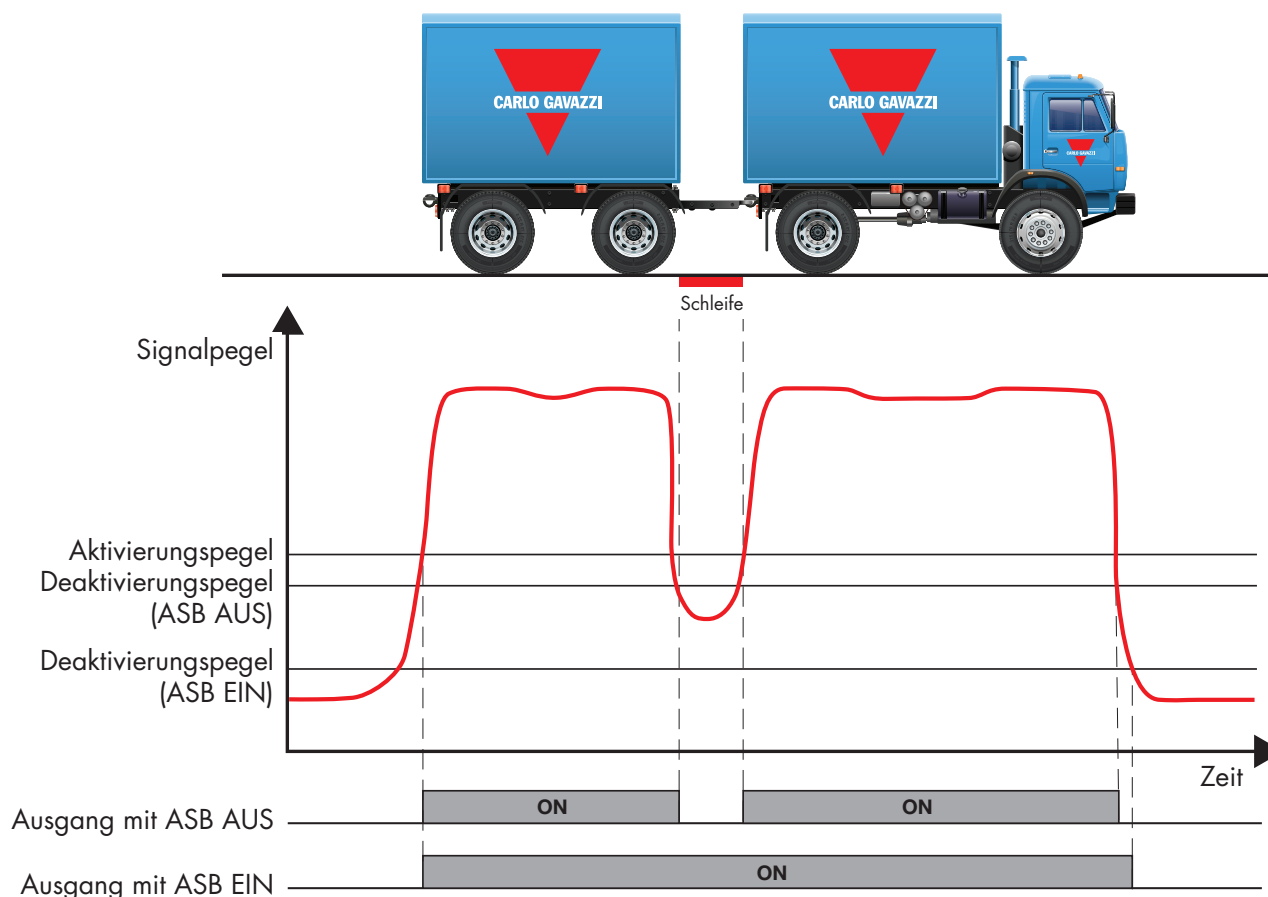 CARLO GAVAZZI
CARLO GAVAZZI
CARLO GAVAZZI
Schleife
Signalpegel
Aktivierungspegel
Deaktivierungspegel
(ASB AUS)
Deaktivierungspegel
(ASB EIN)
Zeit
Ausgang mit ASB AUS
ON
ON
Ausgang mit ASB EIN
ON